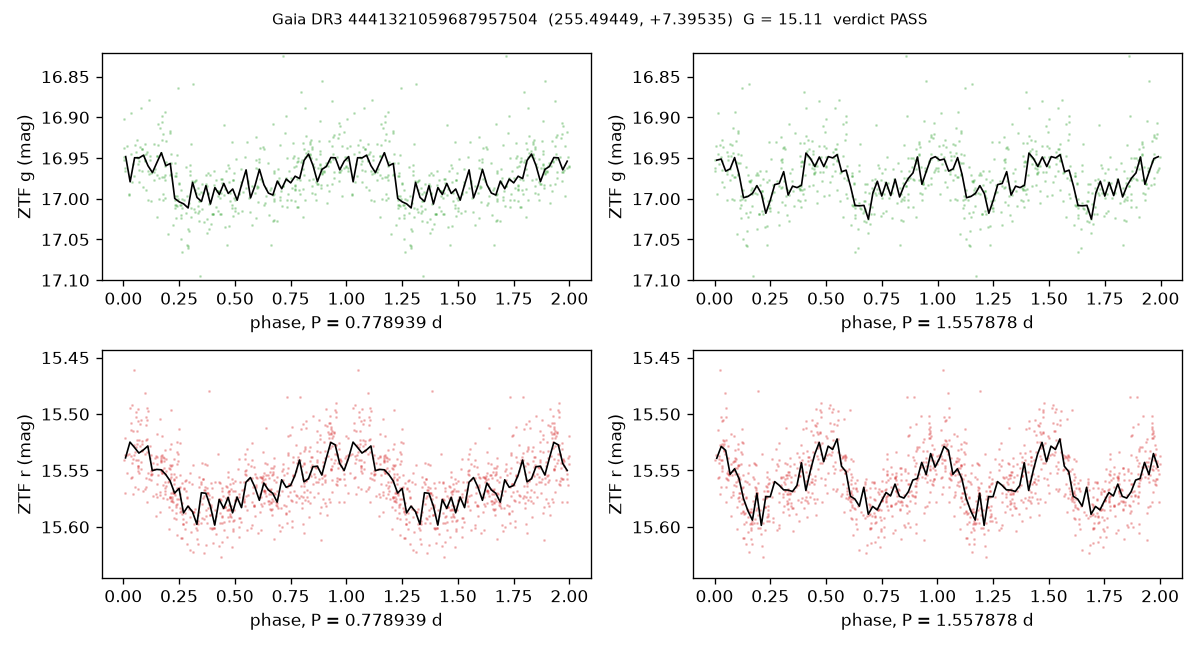 Gaia DR3 4441321059687957504 (255.49449, +7.39535) G = 15.11 verdict PASS
ZTF g (mag)
16.85
16.90
16.95
17.00
17.05
17.10
0.00 0.25 0.50 0.75 1.00 1.25 1.50 1.75 2.00
phase, P = 0.778939 d
ZTF g (mag)
16.85
16.90
16.95
17.00
17.05
17.10
0.00 0.25 0.50 0.75 1.00 1.25 1.50 1.75 2.00
phase, P = 1.557878 d
ZTF r (mag)
15.45
15.50
15.55
15.60
0.00 0.25 0.50 0.75 1.00 1.25 1.50 1.75 2.00
phase, P = 0.778939 d
ZTF r (mag)
15.45
15.50
15.55
15.60
0.00 0.25 0.50 0.75 1.00 1.25 1.50 1.75 2.00
phase, P = 1.557878 d